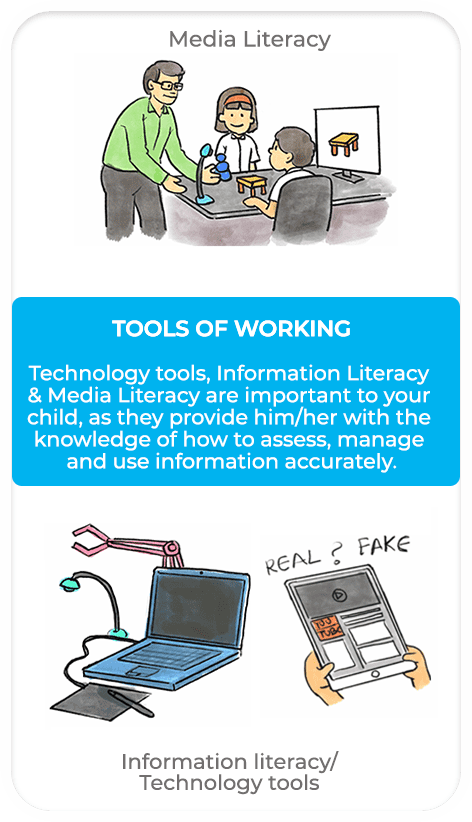 Media Literacy
TOOLS OF WORKING
Technology tools, Information Literacy
& Media Literacy are important to your
child, as they provide him/her with the
knowledge of how to assess, manage
and use information accurately.
REAL ? FAKE
YOU
TUBE
Information literacy/
Technology tools